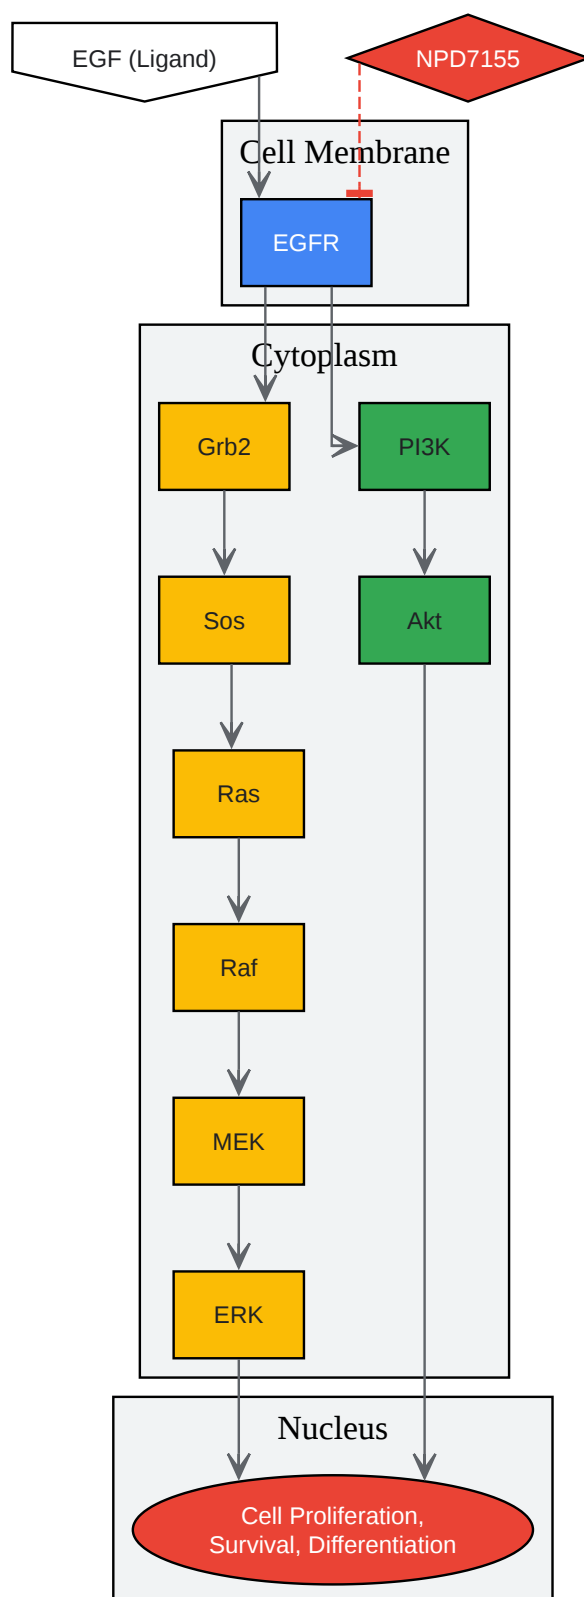 EGF (Ligand)
NPD7155
Cell Membrane
EGFR
Cytoplasm
Grb2
PI3K
Sos
Akt
Ras
Raf
MEK
ERK
Nucleus
Cell Proliferation,
Survival, Differentiation